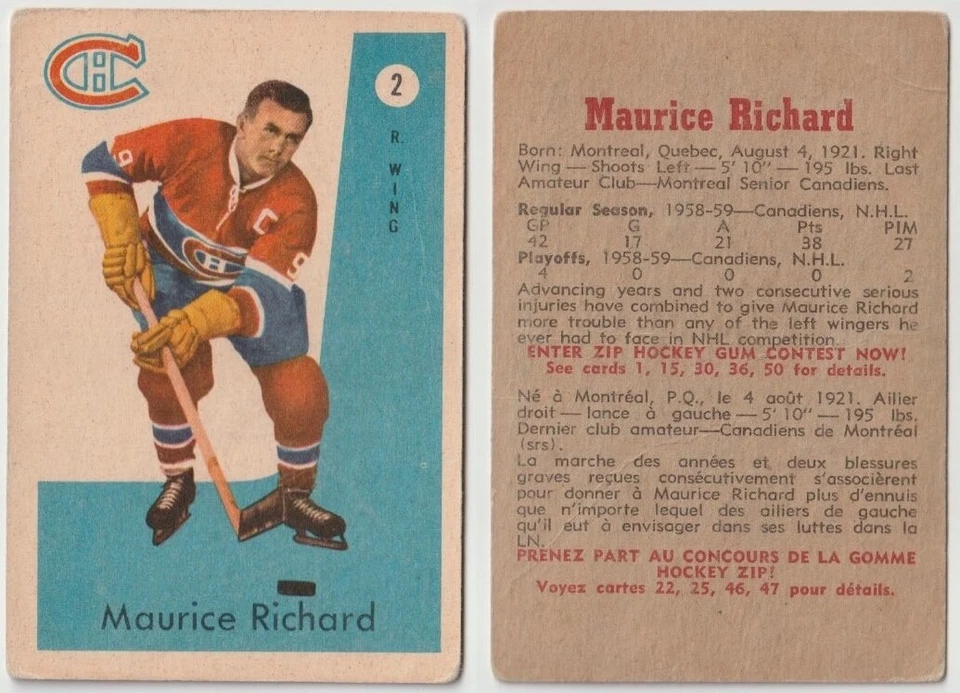 2
R. WING
9
C
9
Maurice Richard
Maurice Richard
Born: Montreal, Quebec, August 4, 1921. Right
Wing — Shoots Left — 5' 10" — 195 lbs. Last
Amateur Club—Montreal Senior Canadiens.
Regular Season, 1958-59—Canadiens, N.H.L.
GP G A Pts PIM
42 17 21 38 27
Playoffs, 1958-59—Canadiens, N.H.L.
4 0 0 0 2
Advancing years and two consecutive serious
injuries have combined to give Maurice Richard
more trouble than any of the left wingers he
ever had to face in NHL competition.
ENTER ZIP HOCKEY GUM CONTEST NOW!
See cards 1, 15, 30, 36, 50 for details.
Né à Montréal, P.Q., le 4 août 1921. Ailier
droit — lance à gauche — 5' 10" — 195 lbs.
Dernier club amateur—Canadiens de Montréal
(srs).
La marche des années et deux blessures
graves reçues consécutivement s'associèrent
pour donner à Maurice Richard plus d'ennuis
que n'importe lequel des ailiers de gauche
qu'il eut à envisager dans ses luttes dans la
LN.
PRENEZ PART AU CONCOURS DE LA GOMME
HOCKEY ZIP!
Voyez cartes 22, 25, 46, 47 pour détails.